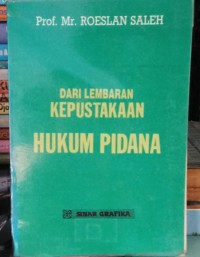 Prof. Mr. ROESLAN SALEH
DARI LEMBARAN
KEPUSTAKAAN
HUKUM PIDANA
SINAR GRAFIKA